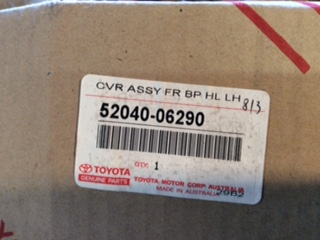 CVR ASSY FR BP HL LH
813
52040-06290
QTY: 1
TOYOTA
GENUINE PARTS
TOYOTA MOTOR CORP AUSTRALIA
MADE IN AUSTRALIA
2982